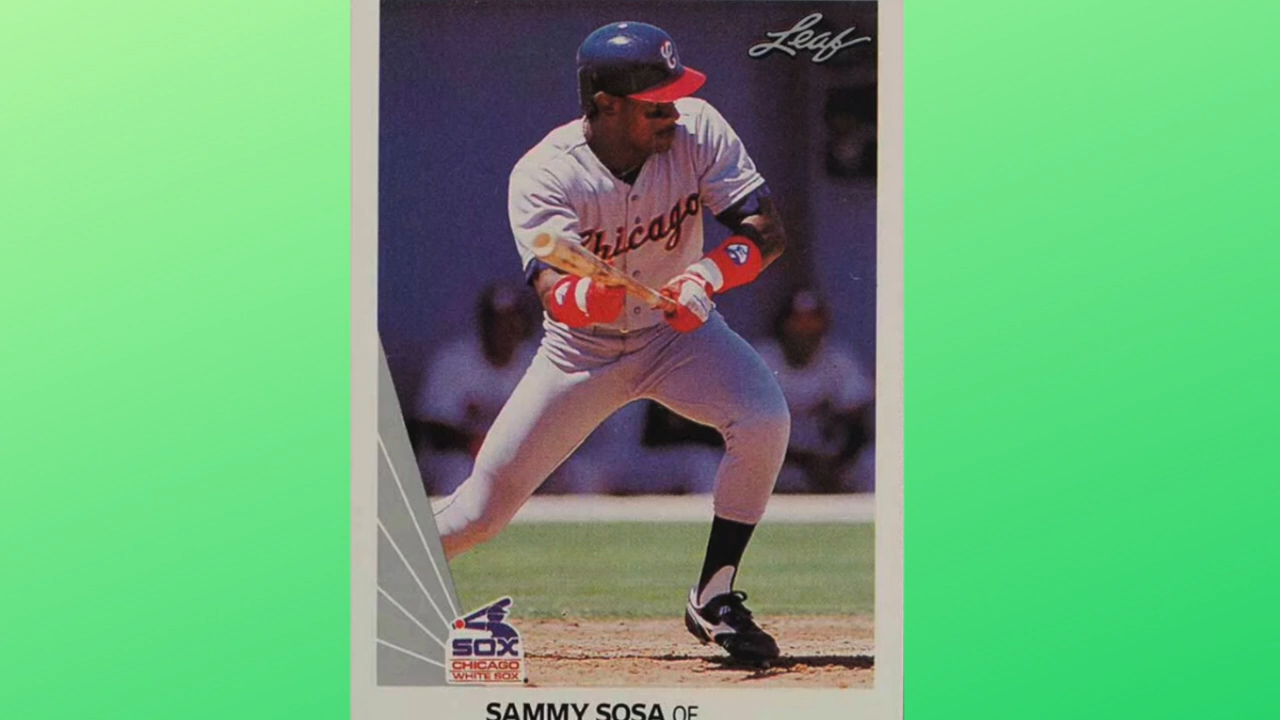 Leaf
C
Chicago
SOX
CHICAGO
WHITE SOX
SAMMY SOSA OF